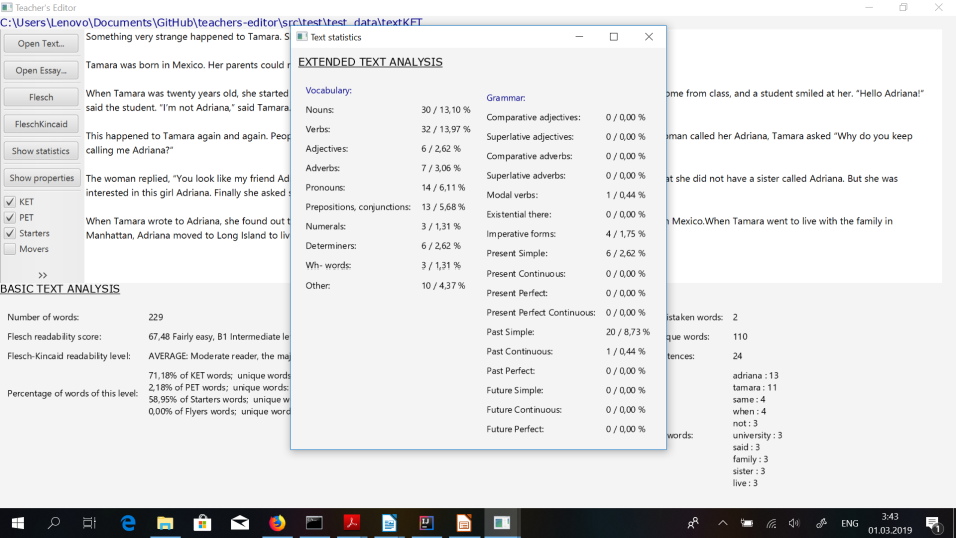 Teacher's Editor
C:\Users\Lenovo\Documents\GitHub\teachers-editor\src\test\test_data\textKET
Open Text...
Open Essay...
Flesch
FleschKincaid
Show statistics
Show properties
KET
PET
Starters
Movers
>>
Something very strange happened to Tamara. S
Tamara was born in Mexico. Her parents could
When Tamara was twenty years old, she started
ome from class, and a student smiled at her. “Hello Adriana!”
said the student. “I'm not Adriana,” said Tamara
This happened to Tamara again and again. Peop
man called her Adriana, Tamara asked “Why do you keep
calling me Adriana?”
The woman replied, “You look like my friend Ad
at she did not have a sister called Adriana. But she was
interested in this girl Adriana. Finally she asked
When Tamara wrote to Adriana, she found out t
Mexico.When Tamara went to live with the family in
Manhattan, Adriana moved to Long Island to liv
Text statistics
EXTENDED TEXT ANALYSIS
Vocabulary:
Nouns: 30 / 13,10 %
Verbs: 32 / 13,97 %
Adjectives: 6 / 2,62 %
Adverbs: 7 / 3,06 %
Pronouns: 14 / 6,11 %
Prepositions, conjunctions: 13 / 5,68 %
Numerals: 3 / 1,31 %
Determiners: 6 / 2,62 %
Wh- words: 3 / 1,31 %
Other: 10 / 4,37 %
Grammar:
Comparative adjectives: 0 / 0,00 %
Superlative adjectives: 0 / 0,00 %
Comparative adverbs: 0 / 0,00 %
Superlative adverbs: 0 / 0,00 %
Modal verbs: 1 / 0,44 %
Existential there: 0 / 0,00 %
Imperative forms: 4 / 1,75 %
Present Simple: 6 / 2,62 %
Present Continuous: 0 / 0,00 %
Present Perfect: 0 / 0,00 %
Present Perfect Continuous: 0 / 0,00 %
Past Simple: 20 / 8,73 %
Past Continuous: 1 / 0,44 %
Past Perfect: 0 / 0,00 %
Future Simple: 0 / 0,00 %
Future Continuous: 0 / 0,00 %
Future Perfect: 0 / 0,00 %
BASIC TEXT ANALYSIS
Number of words: 229
Flesch readability score: 67,48 Fairly easy, B1 Intermediate le
Flesch-Kincaid readability level: AVERAGE: Moderate reader, the maj
Percentage of words of this level:
71,18% of KET words; unique words
2,18% of PET words; unique words:
58,95% of Starters words; unique w
0,00% of Flyers words; unique word
istaken words: 2
que words: 110
tences: 24
words:
adriana : 13
tamara : 11
same : 4
when : 4
not : 3
university : 3
said : 3
family : 3
sister : 3
live : 3
ENG
3:43
01.03.2019
1